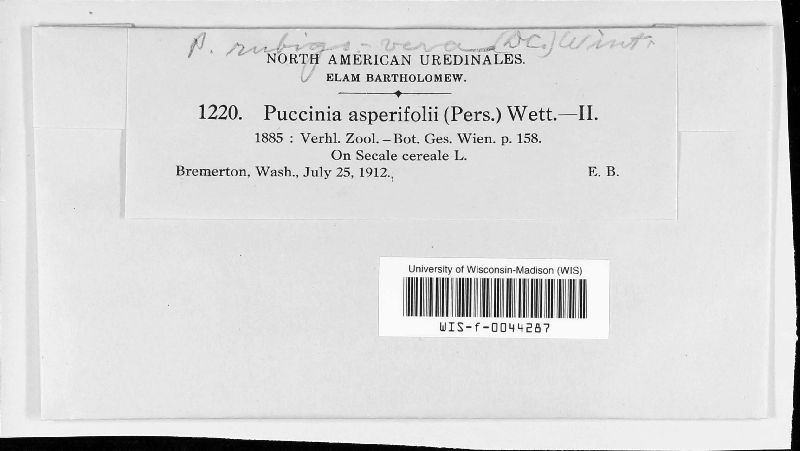 P. rubigo-vera (DC.) Wint.
NORTH AMERICAN UREDINALES.
ELAM BARTHOLOMEW.
1220. Puccinia asperifolii (Pers.) Wett.—II.
1885 : Verhl. Zool.-Bot. Ges. Wien. p. 158.
On Secale cereale L.
Bremerton, Wash., July 25, 1912. E. B.
University of Wisconsin-Madison (WIS)
WIS-f-0044287